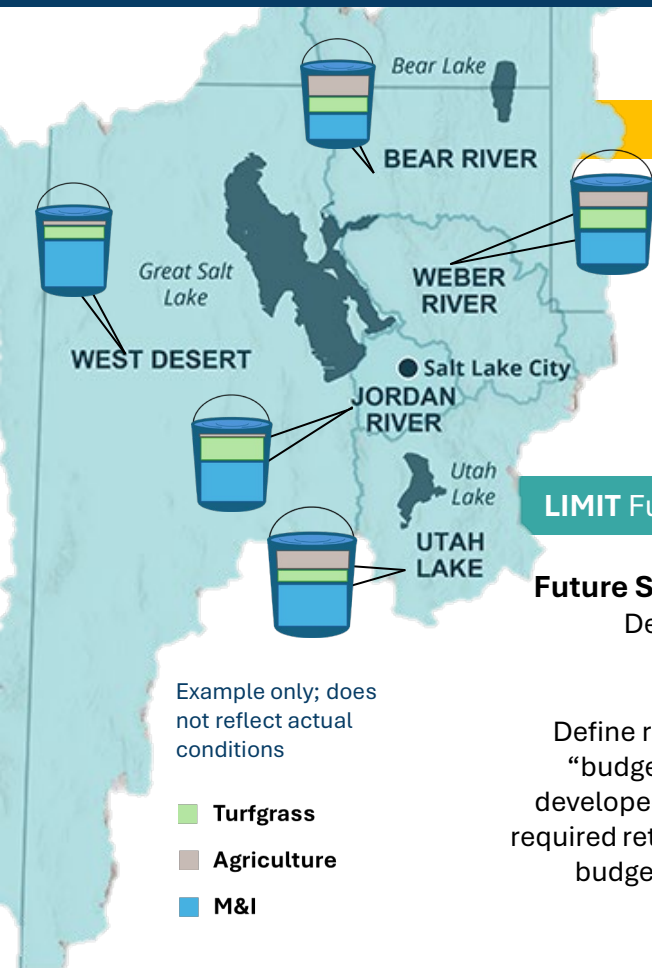 Bear Lake
BEAR RIVER
Great Salt
Lake
WEBER
RIVER
WEST DESERT
Salt Lake City
JORDAN
RIVER
Utah
Lake
LIMIT Fu
UTAH
LAKE
Future S
De
Example only; does
not reflect actual
conditions
Define r
“budge
develope
required ret
budge
Turfgrass
Agriculture
M&I